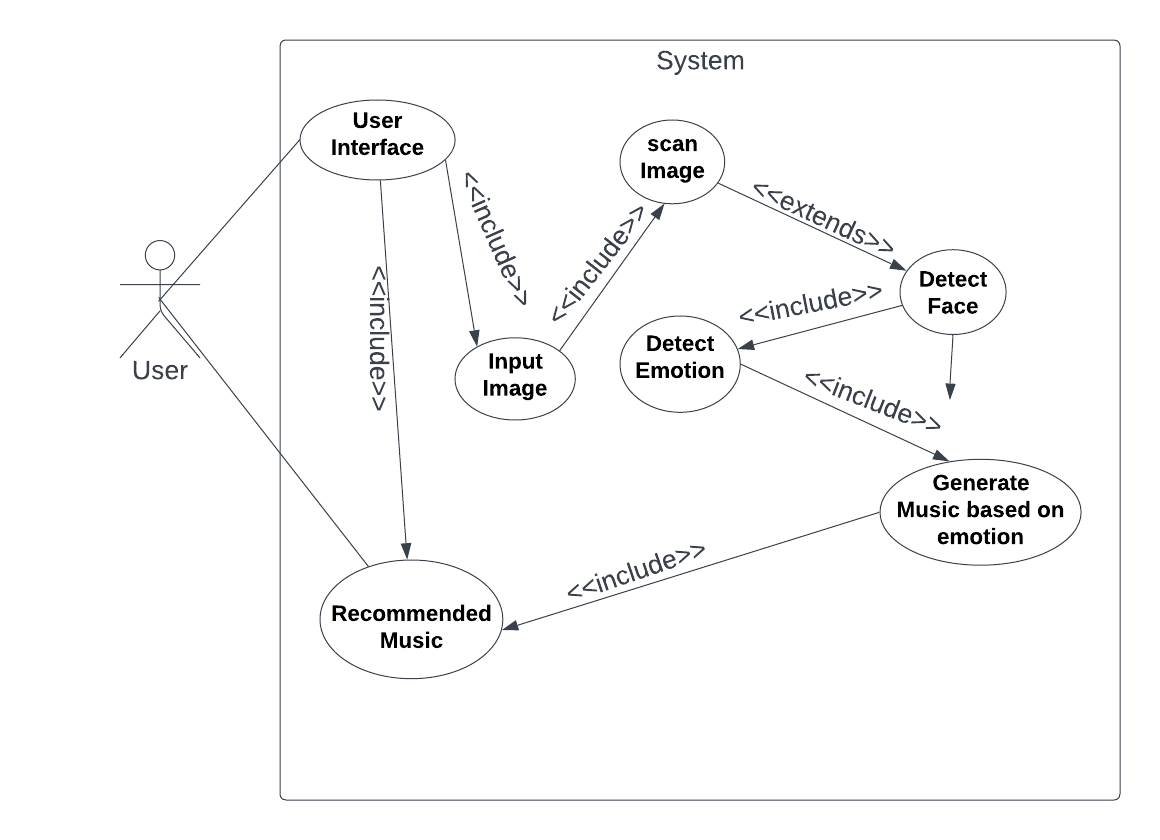 System
User
Interface
<<include>>
<<include>>
Input
Image
<<include>>
scan
Image
<<extends>>
Detect
Face
<<include>>
Detect
Emotion
<<include>>
Generate
Music based on
emotion
<<include>>
Recommended
Music
User